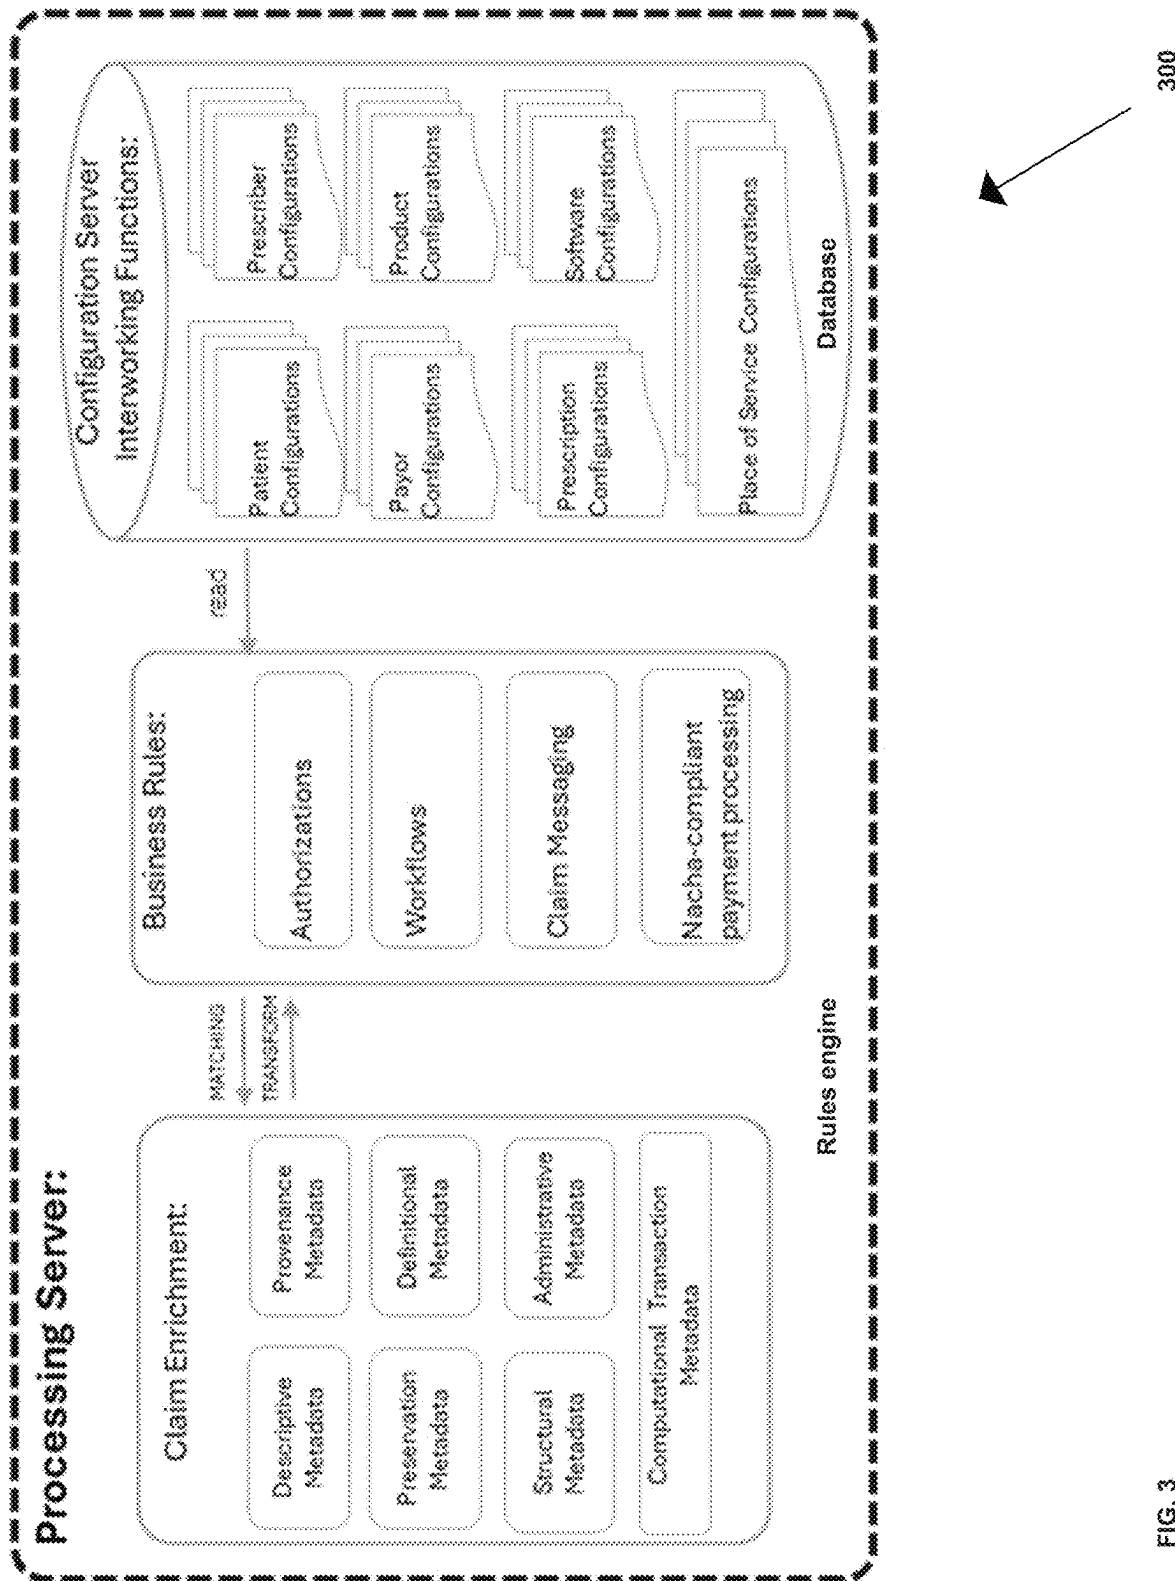 Processing Server:
Claim Enrichment:
Descriptive
Metadata
Provenance
Metadata
Preservation
Metadata
Definitional
Metadata
Structural
Metadata
Administrative
Metadata
Computational Transaction
Metadata
MATCHING
TRANSFORM
Business Rules:
Authorizations
Workflows
Claim Messaging
Nacha-compliant
payment processing
Rules engine
read
Configuration Server
Interworking Functions:
Patient
Configurations
Prescriber
Configurations
Payor
Configurations
Product
Configurations
Prescription
Configurations
Software
Configurations
Place of Service Configurations
Database
FIG. 3
300